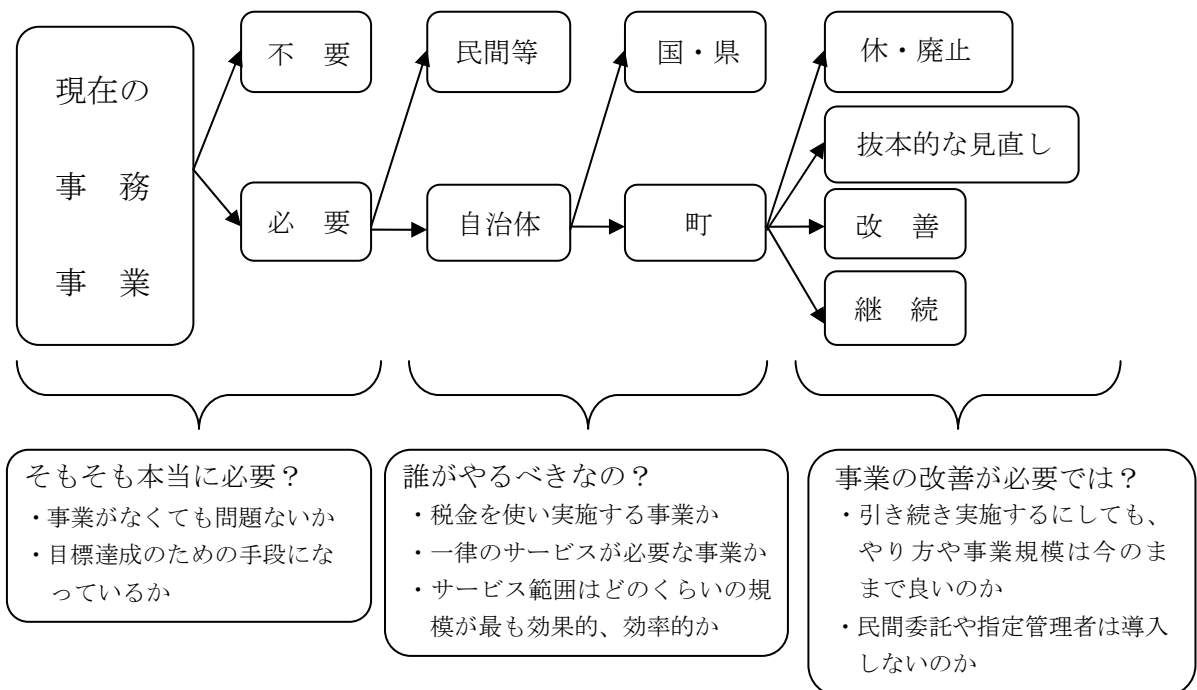 現在の
事　務
事　業
不　要
必　要
民間等
自治体
国・県
町
休・廃止
抜本的な見直し
改　善
継　続
そもそも本当に必要？
・事業がなくても問題ないか
・目標達成のための手段にな
っているか
誰がやるべきなの？
・税金を使い実施する事業か
・一律のサービスが必要な事業か
・サービス範囲はどのくらいの規
模が最も効果的、効率的か
事業の改善が必要では？
・引き続き実施するにしても、
やり方や事業規模は今のま
まで良いのか
・民間委託や指定管理者は導入
しないのか